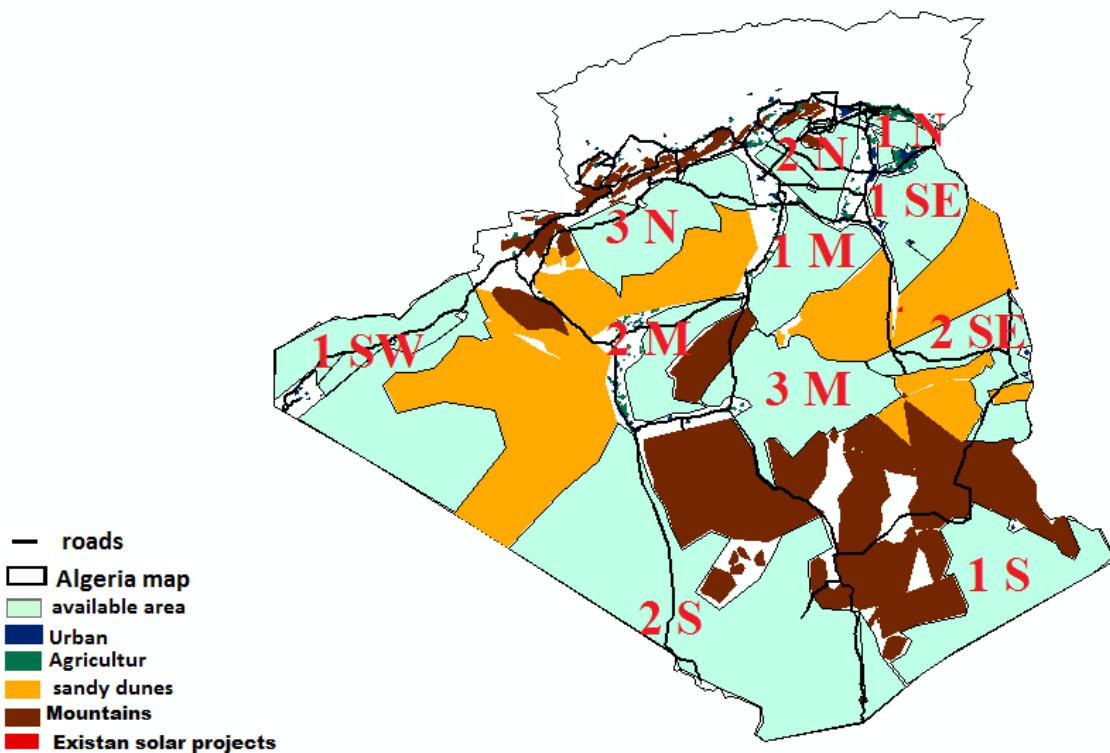 1 N
2 N
1 SE
3 N
1 M
2 SE
2 M
1 SW
3 M
1 S
2 S
roads
Algeria map
available area
Urban
Agricultur
sandy dunes
Mountains
Existan solar projects